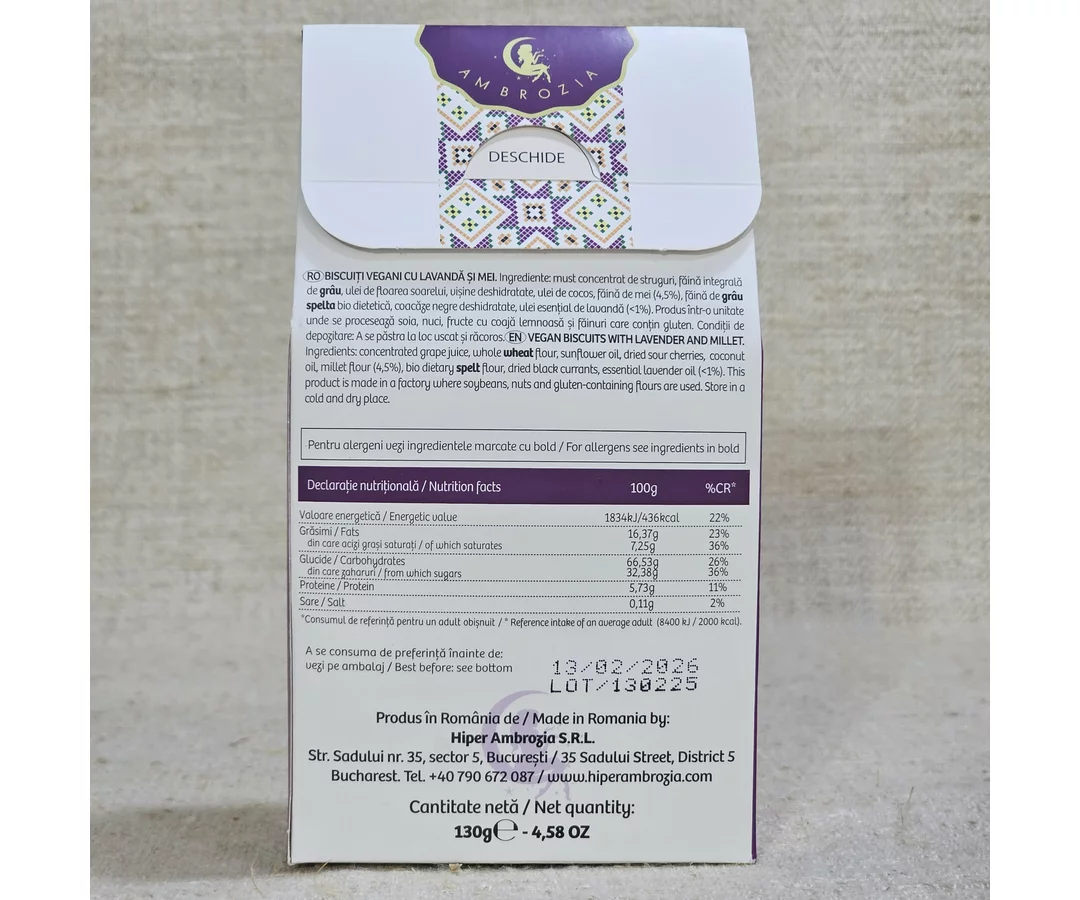 AMBROZIA
DESCHIDE
RO BISCUIȚI VEGANI CU LAVANDĂ ȘI MEI. Ingrediente: must concentrat de struguri, făină integrală
de grâu, ulei de floarea soarelui, vișine deshidratate, ulei de cocos, făină de mei (4,5%), făină de grâu
spelta bio dietetică, coacăze negre deshidratate, ulei esențial de lavandă (<1%). Produs într-o unitate
unde se procesează soia, nuci, fructe cu coajă lemnoasă și făinuri care conțin gluten. Condiții de
depozitare: A se păstra la loc uscat și răcoros. EN VEGAN BISCUITS WITH LAVENDER AND MILLET.
Ingredients: concentrated grape juice, whole wheat flour, sunflower oil, dried sour cherries, coconut
oil, millet flour (4,5%), bio dietary spelt flour, dried black currants, essential lavender oil (<1%). This
product is made in a factory where soybeans, nuts and gluten-containing flours are used. Store in a
cold and dry place.
Pentru alergeni vezi ingredientele marcate cu bold / For allergens see ingredients in bold
Declarație nutrițională / Nutrition facts 100g %CR*
Valoare energetică / Energetic value 1834kJ/436kcal 22%
Grăsimi / Fats 16,37g 23%
din care acizi grași saturați / of which saturates 7,25g 36%
Glucide / Carbohydrates 66,53g 26%
din care zaharuri / from which sugars 32,38g 36%
Proteine / Protein 5,73g 11%
Sare / Salt 0,11g 2%
*Consumul de referință pentru un adult obișnuit / * Reference intake of an average adult (8400 kJ / 2000 kcal).
A se consuma de preferință înainte de:
vezi pe ambalaj / Best before: see bottom
13/02/2026
LOT/130225
Produs în România de / Made in Romania by:
Hiper Ambrozia S.R.L.
Str. Sadului nr. 35, sector 5, București / 35 Sadului Street, District 5
Bucharest. Tel. +40 790 672 087 / www.hiperambrozia.com
Cantitate netă / Net quantity:
130g℮ - 4,58 OZ